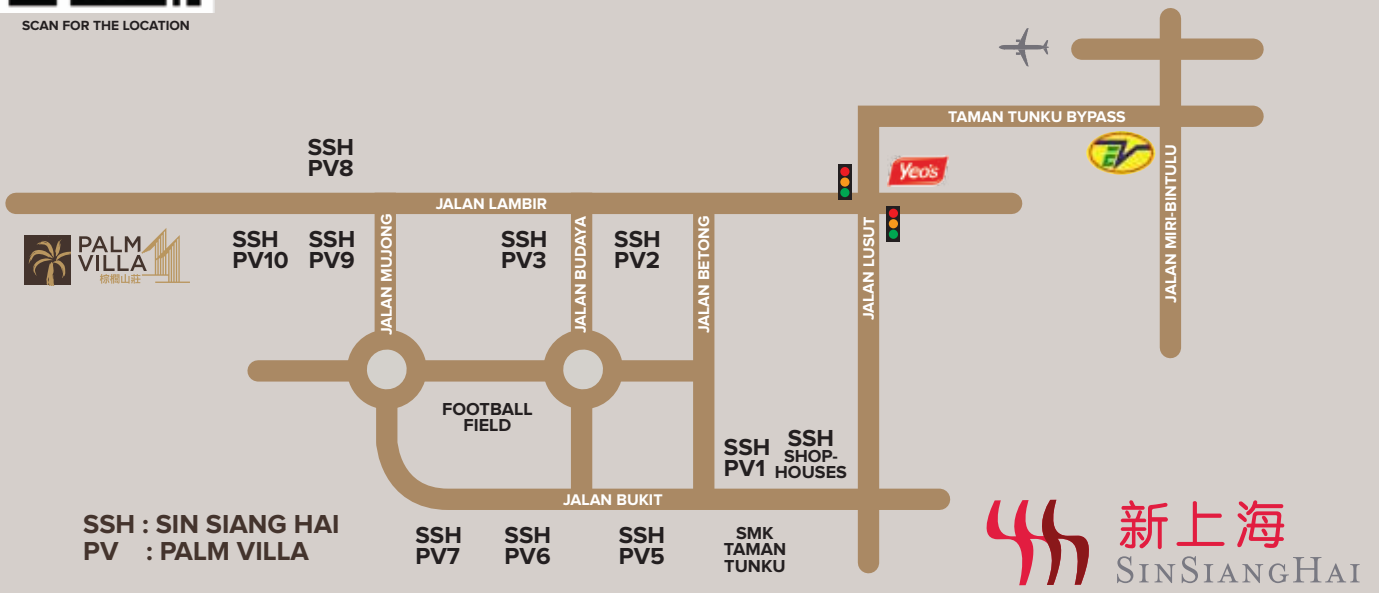 SCAN FOR THE LOCATION
TAMAN TUNKU BYPASS
SSH
PV8
Yeo's
EV
JALAN MIRI-BINTULU
JALAN LAMBIR
PALM
VILLA 11
棕榈山莊
SSH
PV10
SSH
PV9
JALAN MUJONG
SSH
PV3
JALAN BUDAYA
SSH
PV2
JALAN BETONG
JALAN LUSUT
FOOTBALL
FIELD
SSH
PV1
SSH
SHOP-
HOUSES
JALAN BUKIT
SSH : SIN SIANG HAI
PV : PALM VILLA
SSH
PV7
SSH
PV6
SSH
PV5
SMK
TAMAN
TUNKU
新上海
SINSIANGHAI